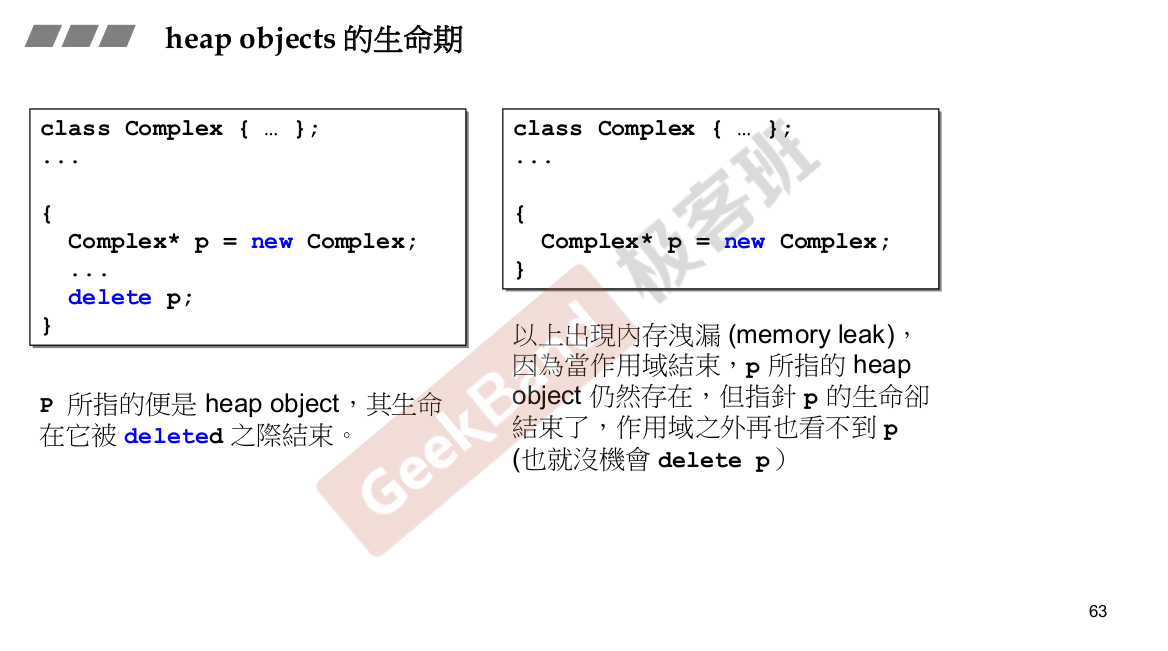 heap objects 的生命期
class Complex { … };
...
{
Complex* p = new Complex;
...
delete p;
}
P 所指的便是 heap object，其生命
在它被 deleted 之際結束。
class Complex { … };
...
{
Complex* p = new Complex;
}
以上出現內存洩漏 (memory leak)，
因為當作用域結束，p 所指的 heap
object 仍然存在，但指針 p 的生命卻
結束了，作用域之外再也看不到 p
(也就沒機會 delete p）
GeekBand 极客班
63